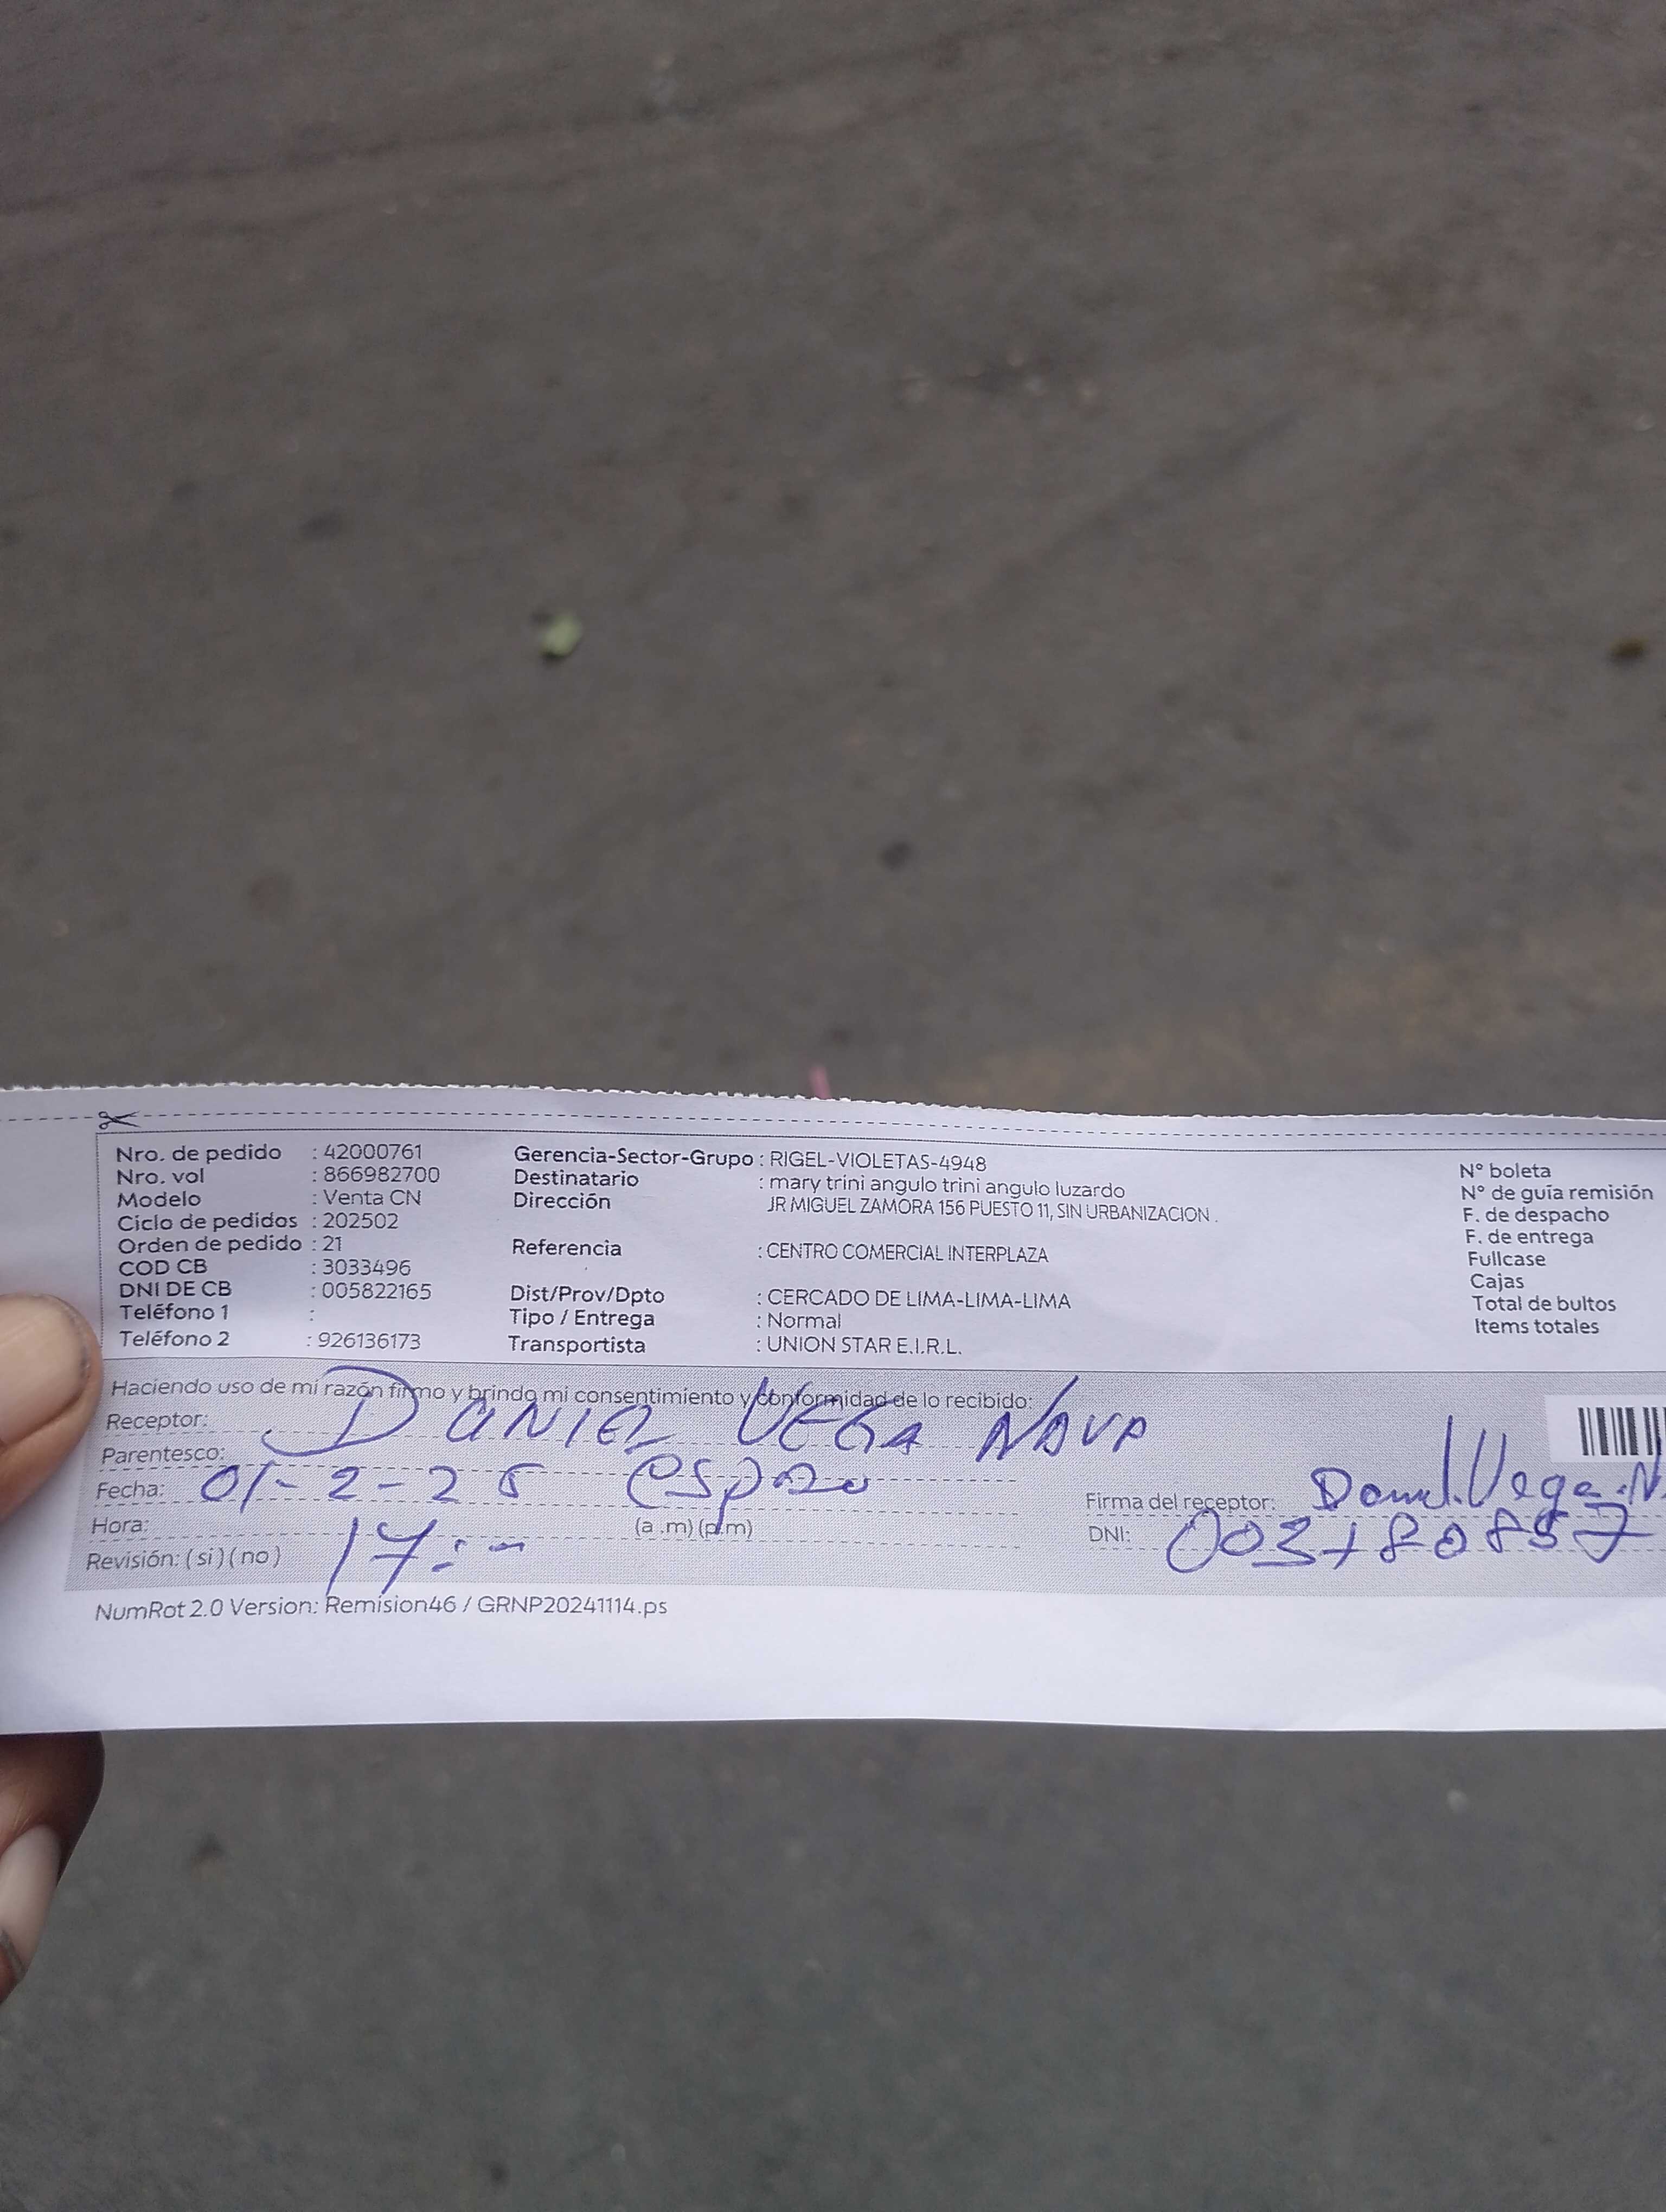 Nro. de pedido : 42000761 Gerencia-Sector-Grupo : RIGEL-VIOLETAS-4948 N° boleta
Nro. vol : 866982700 Destinatario : mary trini angulo trini angulo luzardo N° de guía remisión
Modelo : Venta CN Dirección JR MIGUEL ZAMORA 156 PUESTO 11, SIN URBANIZACION . F. de despacho
Ciclo de pedidos : 202502 F. de entrega
Orden de pedido : 21 Referencia : CENTRO COMERCIAL INTERPLAZA Fullcase
COD CB : 3033496 Cajas
DNI DE CB : 005822165 Dist/Prov/Dpto : CERCADO DE LIMA-LIMA-LIMA Total de bultos
Teléfono 1 : Tipo / Entrega : Normal Items totales
Teléfono 2 : 926136173 Transportista : UNION STAR E.I.R.L.
Haciendo uso de mi razón firmo y brindo mi consentimiento y conformidad de lo recibido:
Receptor: DANIEL VEGA NAVA
Parentesco:
Fecha: 01-2-25 Esposo Firma del receptor: Daniel.Vega.N.
Hora: 17:-- (a .m) (p.m) DNI:
Revisión: ( si ) ( no )
NumRot 2.0 Version: Remision46 / GRNP20241114.ps